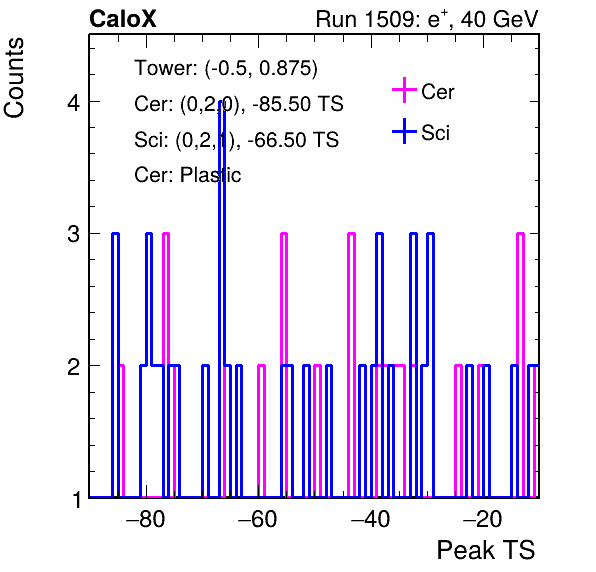 CaloX Run 1509: e⁺, 40 GeV
Counts
Tower: (-0.5, 0.875)
Cer: (0,2,0), -85.50 TS
Sci: (0,2,1), -66.50 TS
Cer: Plastic
Cer
Sci
4
3
2
1
−80 −60 −40 −20
Peak TS